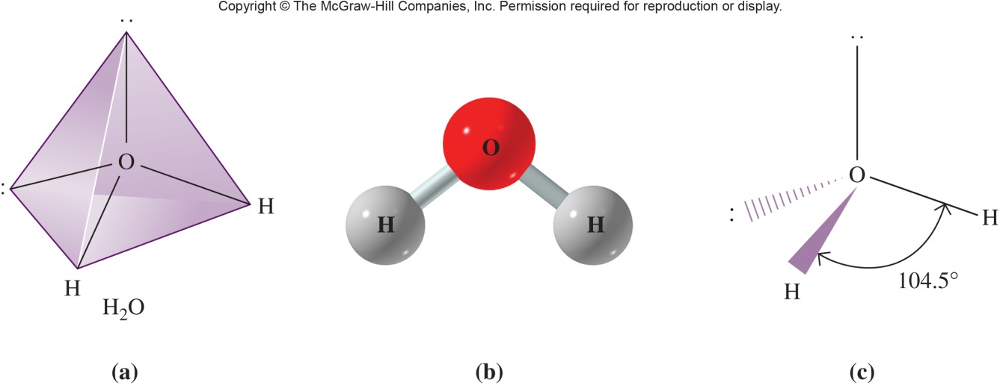 Copyright © The McGraw-Hill Companies, Inc. Permission required for reproduction or display.
..
O
:
H
H
H₂O
(a)
O
H
H
(b)
..
O
:
H
H
104.5°
(c)